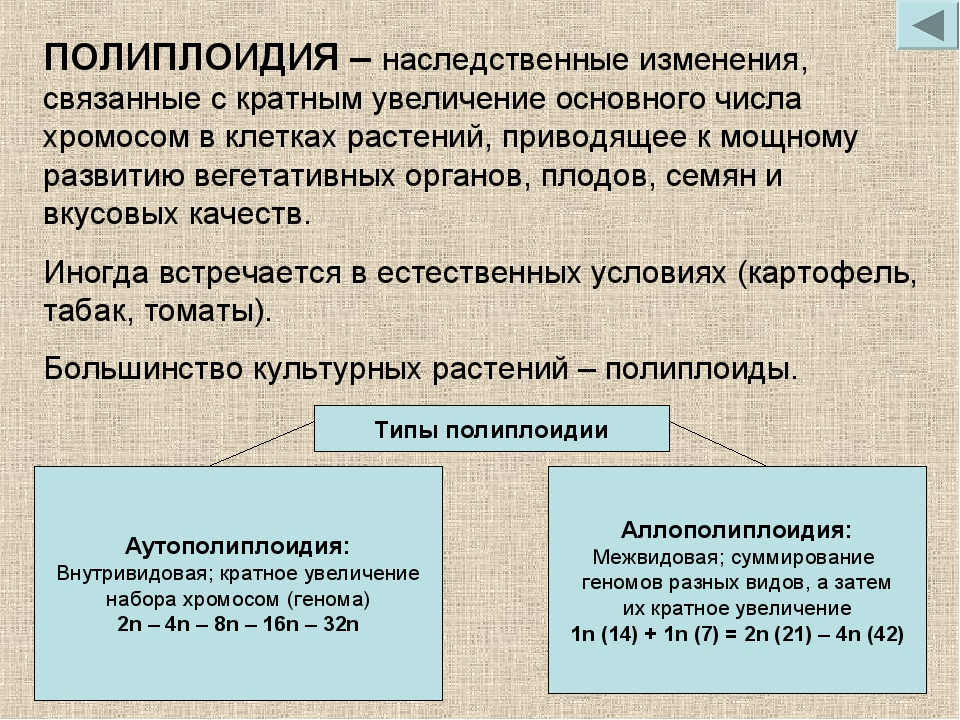 ПОЛИПЛОИДИЯ – наследственные изменения,
связанные с кратным увеличение основного числа
хромосом в клетках растений, приводящее к мощному
развитию вегетативных органов, плодов, семян и
вкусовых качеств.
Иногда встречается в естественных условиях (картофель,
табак, томаты).
Большинство культурных растений – полиплоиды.
Типы полиплоидии
Аутополиплоидия:
Внутривидовая; кратное увеличение
набора хромосом (генома)
2n – 4n – 8n – 16n – 32n
Аллополиплоидия:
Межвидовая; суммирование
геномов разных видов, а затем
их кратное увеличение
1n (14) + 1n (7) = 2n (21) – 4n (42)